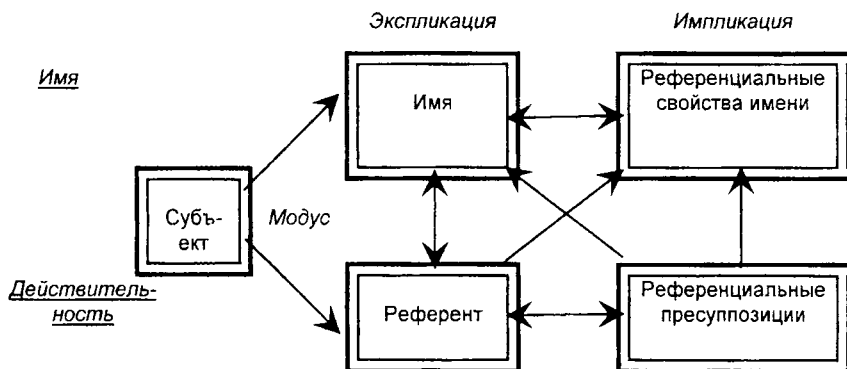 Экспликация
Импликация
Имя
Имя
Референциальные
свойства имени
Субъ-
ект
Модус
Действитель-
ность
Референт
Референциальные
пресуппозиции